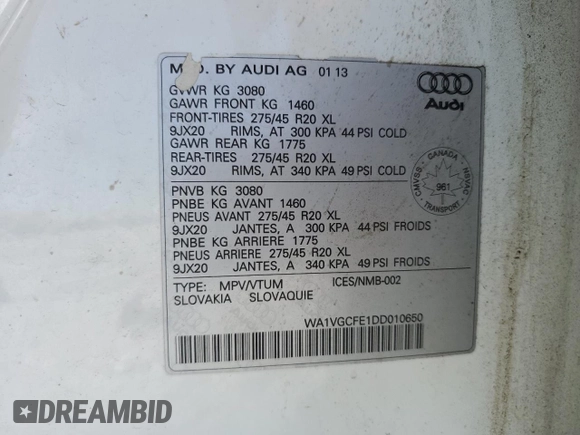 MFD. BY AUDI AG 01 13
GVWR KG 3080
GAWR FRONT KG 1460
FRONT-TIRES 275/45 R20 XL
9JX20 RIMS, AT 300 KPA 44 PSI COLD
GAWR REAR KG 1775
REAR-TIRES 275/45 R20 XL
9JX20 RIMS, AT 340 KPA 49 PSI COLD
Audi
CANADA
CMVSS 961 NSVAC
TRANSPORT
PNVB KG 3080
PNBE KG AVANT 1460
PNEUS AVANT 275/45 R20 XL
9JX20 JANTES, A 300 KPA 44 PSI FROIDS
PNBE KG ARRIERE 1775
PNEUS ARRIERE 275/45 R20 XL
9JX20 JANTES, A 340 KPA 49 PSI FROIDS
TYPE: MPV/VTUM ICES/NMB-002
SLOVAKIA SLOVAQUIE
WA1VGCFE1DD010650
DREAMBID